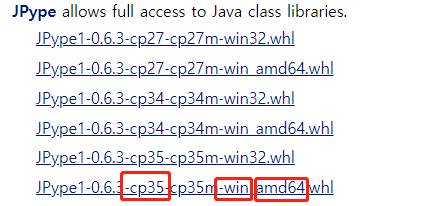 JPype allows full access to Java class libraries.
JPype1-0.6.3-cp27-cp27m-win32.whl
JPype1-0.6.3-cp27-cp27m-win_amd64.whl
JPype1-0.6.3-cp34-cp34m-win32.whl
JPype1-0.6.3-cp34-cp34m-win_amd64.whl
JPype1-0.6.3-cp35-cp35m-win32.whl
JPype1-0.6.3-cp35-cp35m-win_amd64.whl